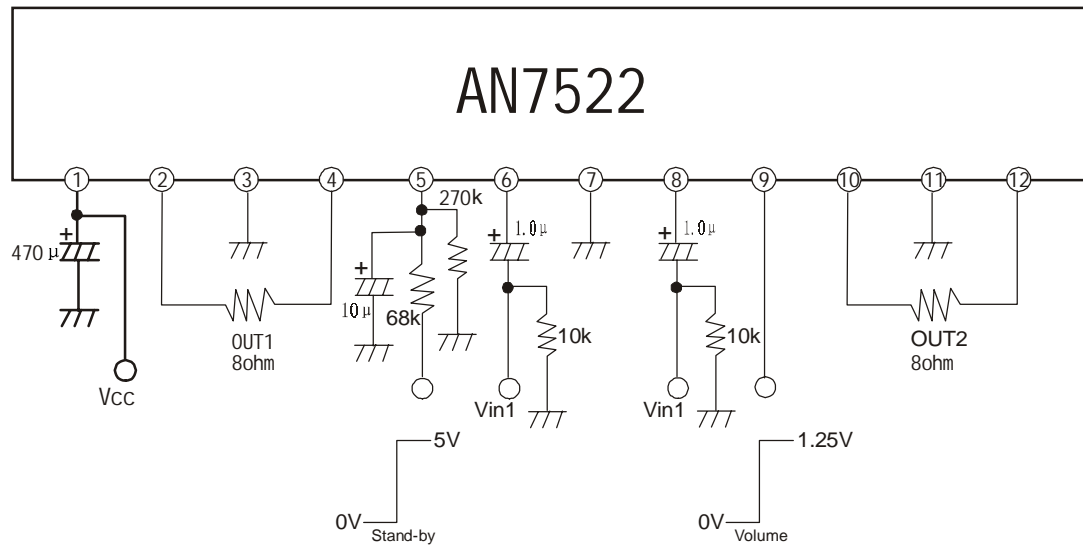 AN7522
1 2 3 4 5 6 7 8 9 10 11 12
270k
+ 1.0μ + 1.0μ
+
470μ
+
10μ
68k
10k 10k
OUT1
8ohm
OUT2
8ohm
Vcc
Vin1 Vin1
5V 1.25V
0V 0V
Stand-by Volume